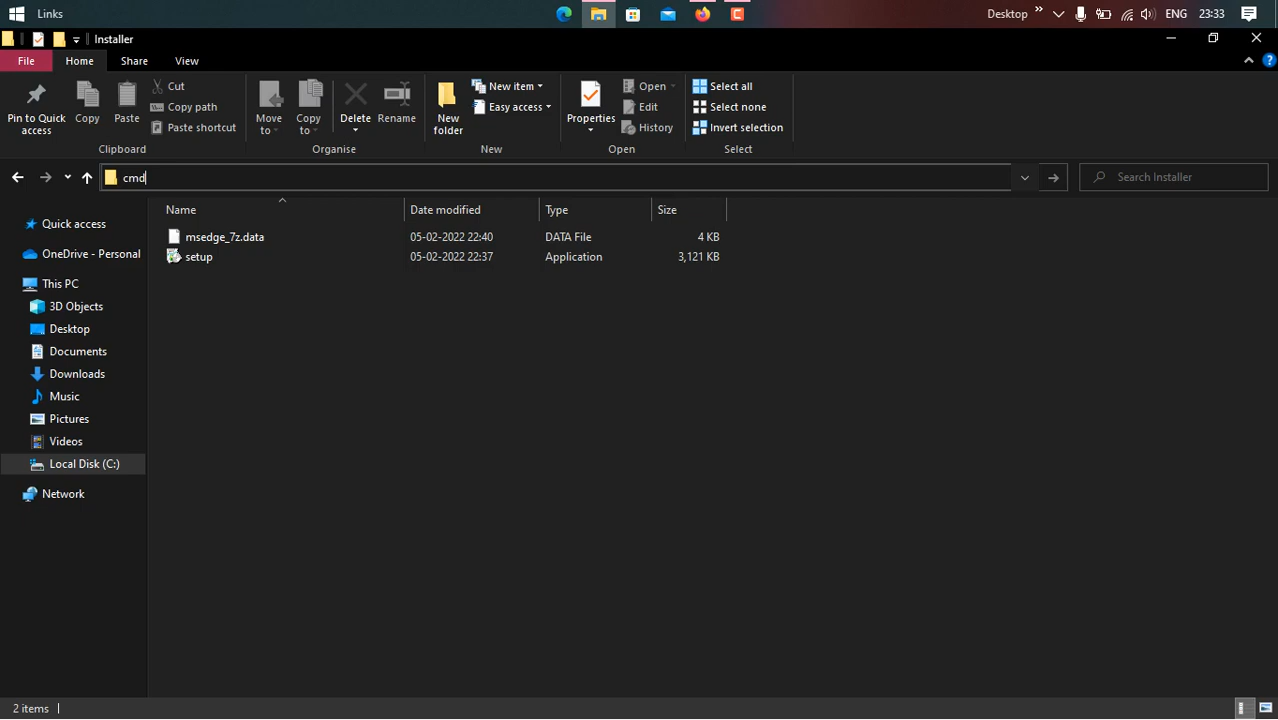 Links Desktop » ENG 23:33
Installer
File Home Share View
Pin to Quick access
Copy
Paste
Cut
Copy path
Paste shortcut
Clipboard
Move to
Copy to
Delete
Rename
Organise
New folder
New item
Easy access
New
Properties
Open
Edit
History
Open
Select all
Select none
Invert selection
Select
cmd
Search Installer
Name Date modified Type Size
msedge_7z.data 05-02-2022 22:40 DATA File 4 KB
setup 05-02-2022 22:37 Application 3,121 KB
Quick access
OneDrive - Personal
This PC
3D Objects
Desktop
Documents
Downloads
Music
Pictures
Videos
Local Disk (C:)
Network
2 items